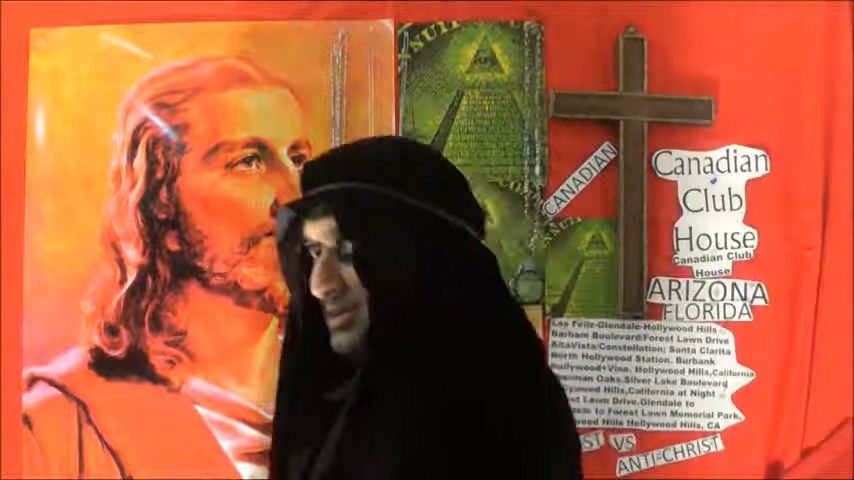 CANADIAN
Canadian
Club
HOUSE
Canadian Club
House
ARIZONA
FLORIDA
Los Feliz-Glendale-Hollywood Hills
Barham Boulevard/Forest Lawn Drive
AltaVista/Constellation; Santa Clarita
North Hollywood Station. Burbank
Hollywood+Vine. Hollywood Hills,California
Oaks.Silver Lake Boulevard
Hollywood Hills,California at Night
Forest Lawn Drive.Glendale to
to Forest Lawn Memorial Park
Hollywood Hills Hollywood Hills, CA
VS
ANTI-CHRIST